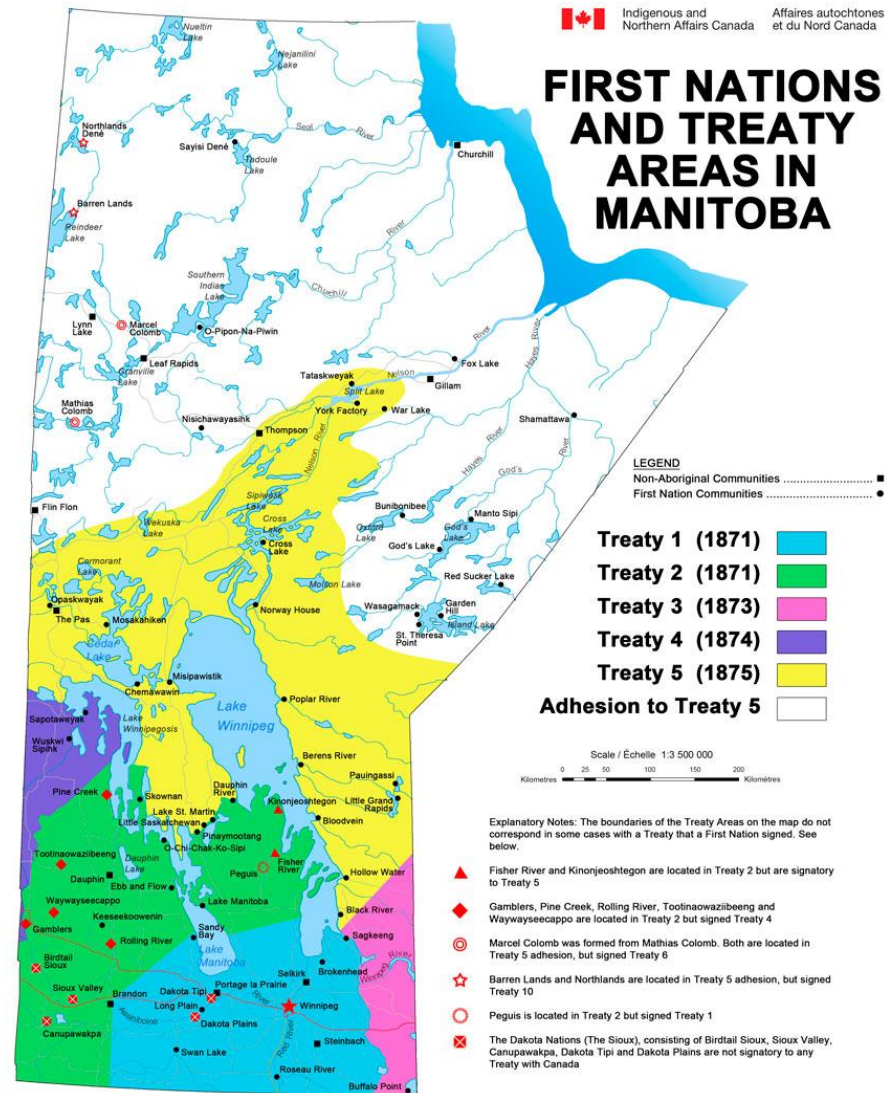 Indigenous and
Northern Affairs Canada
Affaires autochtones
et du Nord Canada
FIRST NATIONS
AND TREATY
AREAS IN
MANITOBA
Nueltin
Lake
Nejanilini
Lake
Northlands
Dené
Sayisi Dené
Tadoule
Lake
Seal
River
Churchill
Barren Lands
Reindeer
Lake
Southern
Indian
Lake
River
Churchill
Lynn
Lake
Marcel
Colomb
O-Pipon-Na-Piwin
Leaf Rapids
Granville
Lake
River
Hayes River
Nelson
Fox Lake
Tataskweyak
Split Lake
Gillam
Mathias
Colomb
York Factory
War Lake
Nisichawayasihk
Thompson
Nelson River
Shamattawa
Hayes
River
God's
River
Flin Flon
Sipiwesk
Lake
Wekuska
Lake
Cross
Lake
Cross
Lake
Bunibonibee
Oxford
Lake
Manto Sipi
God's
Lake
God's Lake
Cormorant
Lake
Molson Lake
Red Sucker Lake
Opaskwayak
The Pas
Mosakahiken
Norway House
Wasagamack
Garden
Hill
Island Lake
St. Theresa
Point
Cedar
Lake
Misipawistik
Chemawawin
Lake
Winnipeg
Poplar River
Sapotaweyak
Lake
Winnipegosis
Wuskwi
Sipihk
Berens River
Pauingassi
Pine Creek
Skownan
Dauphin
River
Lake St. Martin
Kinonjeoshtegon
Little Grand
Rapids
Little Saskatchewan
Bloodvein
Pinaymootang
O-Chi-Chak-Ko-Sipi
Tootinaowaziibeeng
Dauphin
Lake
Fisher
River
Peguis
Dauphin
Ebb and Flow
Hollow Water
Waywayseecappo
Lake Manitoba
Black River
Keeseekoowenin
Gamblers
Sandy
Bay
Sagkeeng
Rolling River
Lake
Manitoba
Birdtail
Sioux
Brokenhead
Selkirk
Winnipeg
River
Sioux Valley
Dakota Tipi
Portage la Prairie
Brandon
Long Plain
River
Winnipeg
Assiniboine
Canupawakpa
Dakota Plains
Red River
Steinbach
Swan Lake
Roseau River
Buffalo Point
LEGEND
Non-Aboriginal Communities
First Nation Communities
Treaty 1 (1871)
Treaty 2 (1871)
Treaty 3 (1873)
Treaty 4 (1874)
Treaty 5 (1875)
Adhesion to Treaty 5
Scale / Échelle 1:3 500 000
Kilometres 0 50 100 150 200 Kilomètres
Explanatory Notes: The boundaries of the Treaty Areas on the map do not
correspond in some cases with a Treaty that a First Nation signed. See
below.
Fisher River and Kinonjeoshtegon are located in Treaty 2 but are signatory
to Treaty 5
Gamblers, Pine Creek, Rolling River, Tootinaowaziibeeng and
Waywayseecappo are located in Treaty 2 but signed Treaty 4
Marcel Colomb was formed from Mathias Colomb. Both are located in
Treaty 5 adhesion, but signed Treaty 6
Barren Lands and Northlands are located in Treaty 5 adhesion, but signed
Treaty 10
Peguis is located in Treaty 2 but signed Treaty 1
The Dakota Nations (The Sioux), consisting of Birdtail Sioux, Sioux Valley,
Canupawakpa, Dakota Tipi and Dakota Plains are not signatory to any
Treaty with Canada